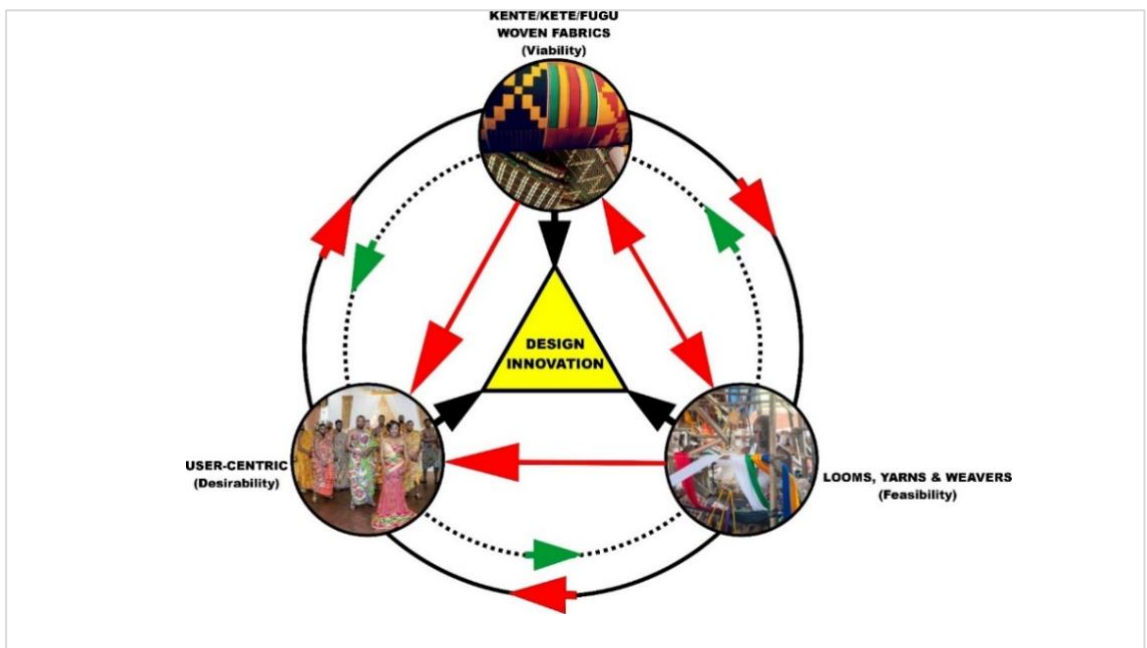 KENTE/KETE/FUGU
WOVEN FABRICS
(Viability)
DESIGN
INNOVATION
USER-CENTRIC
(Desirability)
LOOMS, YARNS & WEAVERS
(Feasibility)